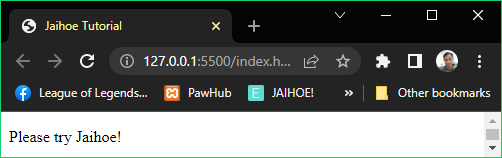 Jaihoe Tutorial
127.0.0.1:5500/index.h...
League of Legends... PawHub JAIHOE! » Other bookmarks
Please try Jaihoe!